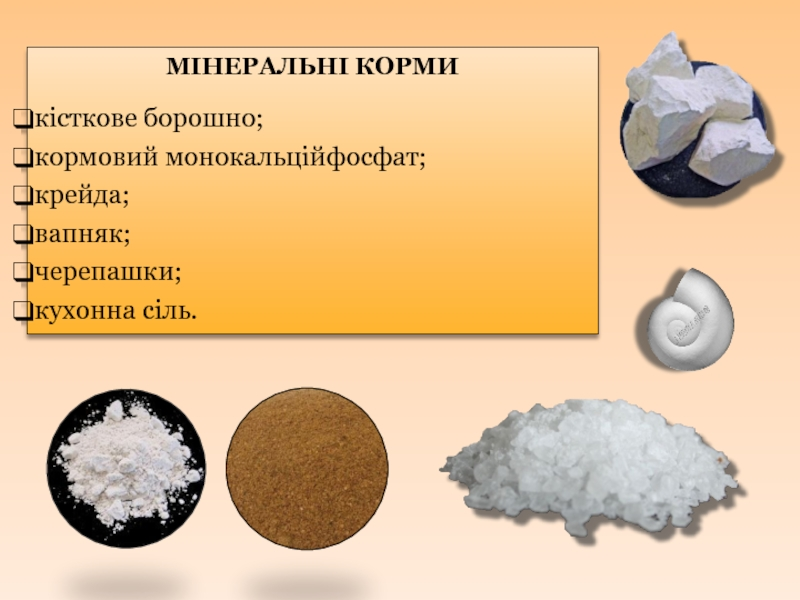 МІНЕРАЛЬНІ КОРМИ
❑кісткове борошно;
❑кормовий монокальційфосфат;
❑крейда;
❑вапняк;
❑черепашки;
❑кухонна сіль.